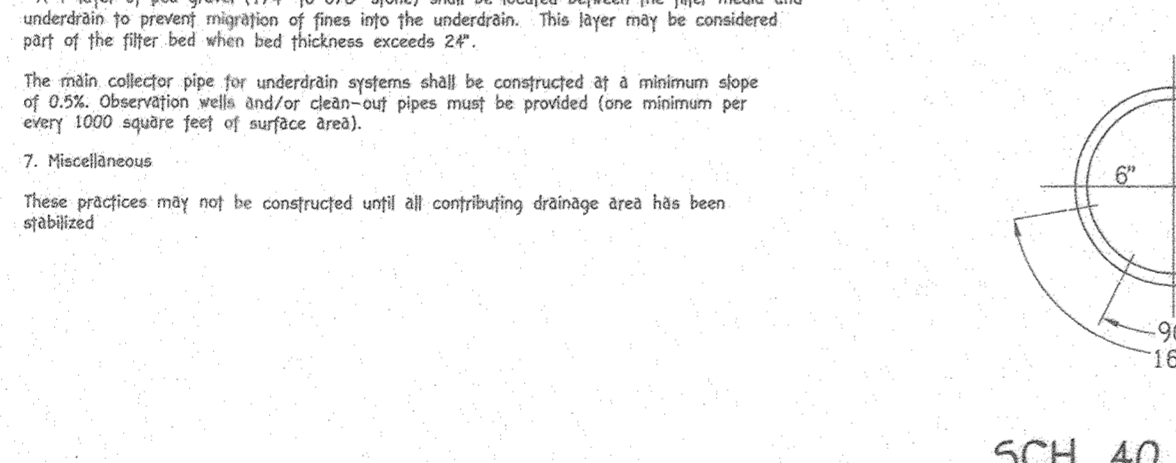 underdrain to prevent migration of fines into the underdrain. This layer may be considered
part of the filter bed when bed thickness exceeds 24".
The main collector pipe for underdrain systems shall be constructed at a minimum slope
of 0.5%. Observation wells and/or clean-out pipes must be provided (one minimum per
every 1000 square feet of surface area).
7. Miscellaneous
These practices may not be constructed until all contributing drainage area has been
stabilized
6"
SCH 40